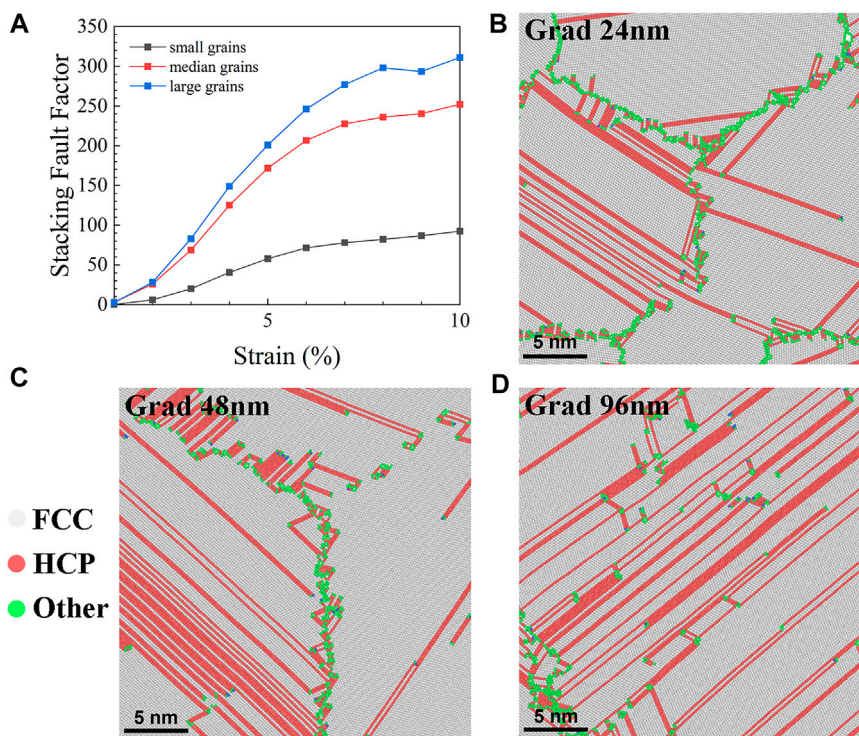 A
Stacking Fault Factor
350
300
250
200
150
100
50
0
small grains
median grains
large grains
5
10
Strain (%)
B
Grad 24nm
5 nm
C
Grad 48nm
5 nm
FCC
HCP
Other
D
Grad 96nm
5 nm